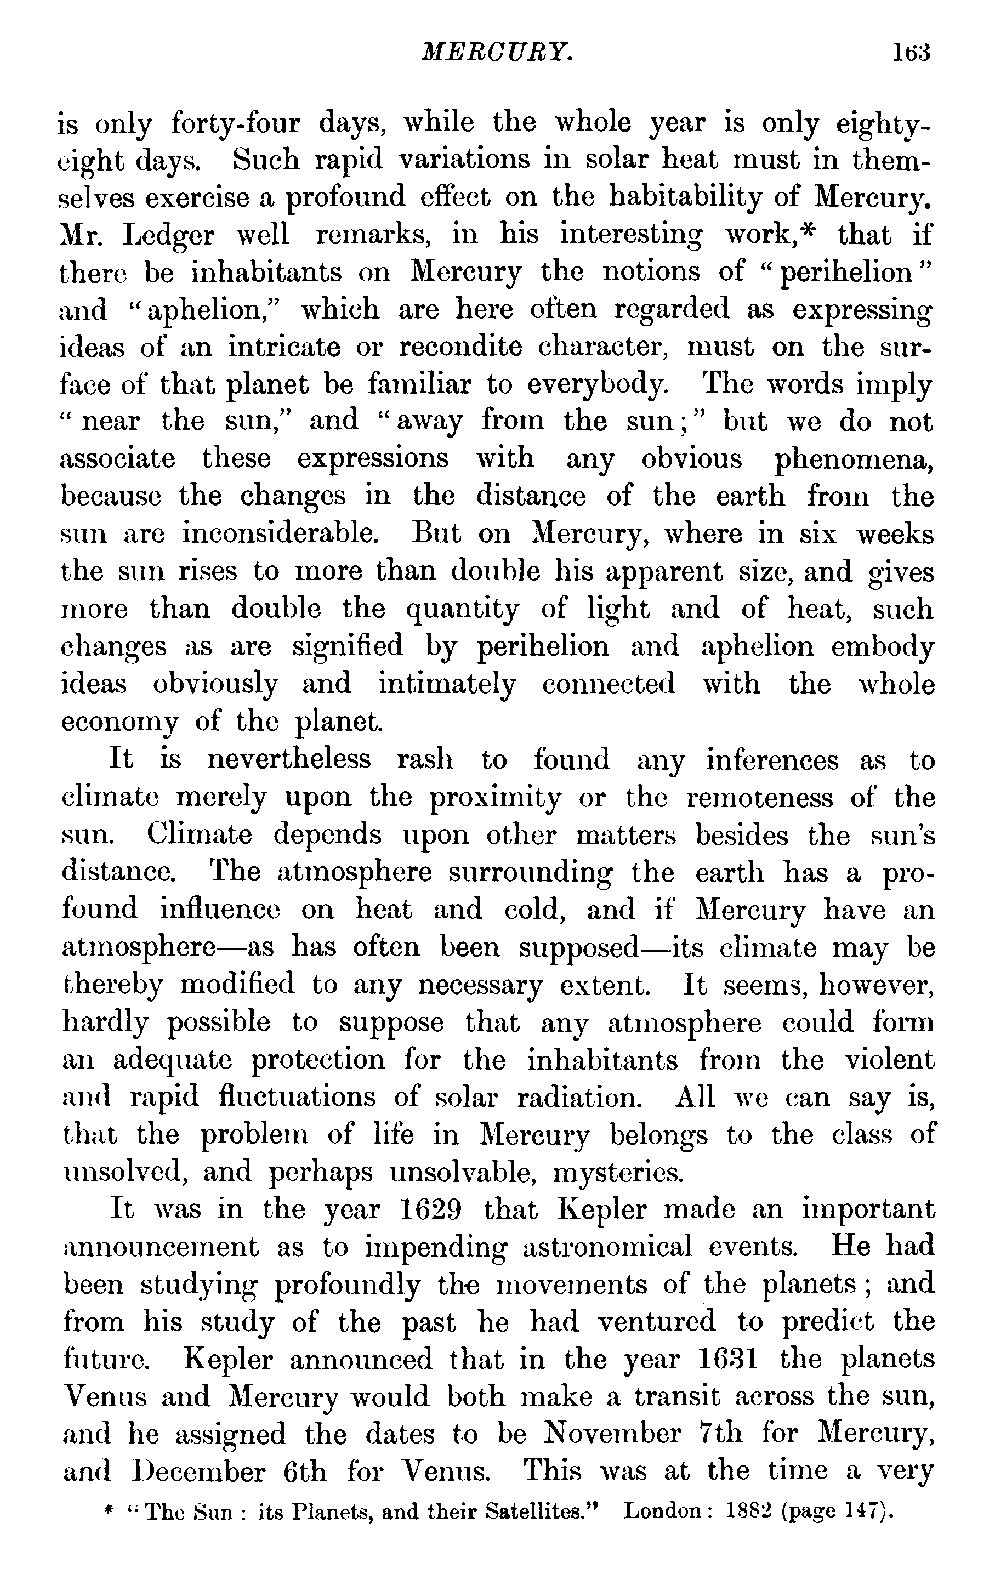 MERCURY. 163
is only forty-four days, while the whole year is only eighty-
eight days. Such rapid variations in solar heat must in them-
selves exercise a profound effect on the habitability of Mercury.
Mr. Ledger well remarks, in his interesting work,* that if
there be inhabitants on Mercury the notions of “perihelion”
and “aphelion,” which are here often regarded as expressing
ideas of an intricate or recondite character, must on the sur-
face of that planet be familiar to everybody. The words imply
“near the sun,” and “away from the sun;” but we do not
associate these expressions with any obvious phenomena,
because the changes in the distance of the earth from the
sun are inconsiderable. But on Mercury, where in six weeks
the sun rises to more than double his apparent size, and gives
more than double the quantity of light and of heat, such
changes as are signified by perihelion and aphelion embody
ideas obviously and intimately connected with the whole
economy of the planet.
It is nevertheless rash to found any inferences as to
climate merely upon the proximity or the remoteness of the
sun. Climate depends upon other matters besides the sun’s
distance. The atmosphere surrounding the earth has a pro-
found influence on heat and cold, and if Mercury have an
atmosphere—as has often been supposed—its climate may be
thereby modified to any necessary extent. It seems, however,
hardly possible to suppose that any atmosphere could form
an adequate protection for the inhabitants from the violent
and rapid fluctuations of solar radiation. All we can say is,
that the problem of life in Mercury belongs to the class of
unsolved, and perhaps unsolvable, mysteries.
It was in the year 1629 that Kepler made an important
announcement as to impending astronomical events. He had
been studying profoundly the movements of the planets; and
from his study of the past he had ventured to predict the
future. Kepler announced that in the year 1631 the planets
Venus and Mercury would both make a transit across the sun,
and he assigned the dates to be November 7th for Mercury,
and December 6th for Venus. This was at the time a very
* “The Sun: its Planets, and their Satellites.” London: 1882 (page 147).